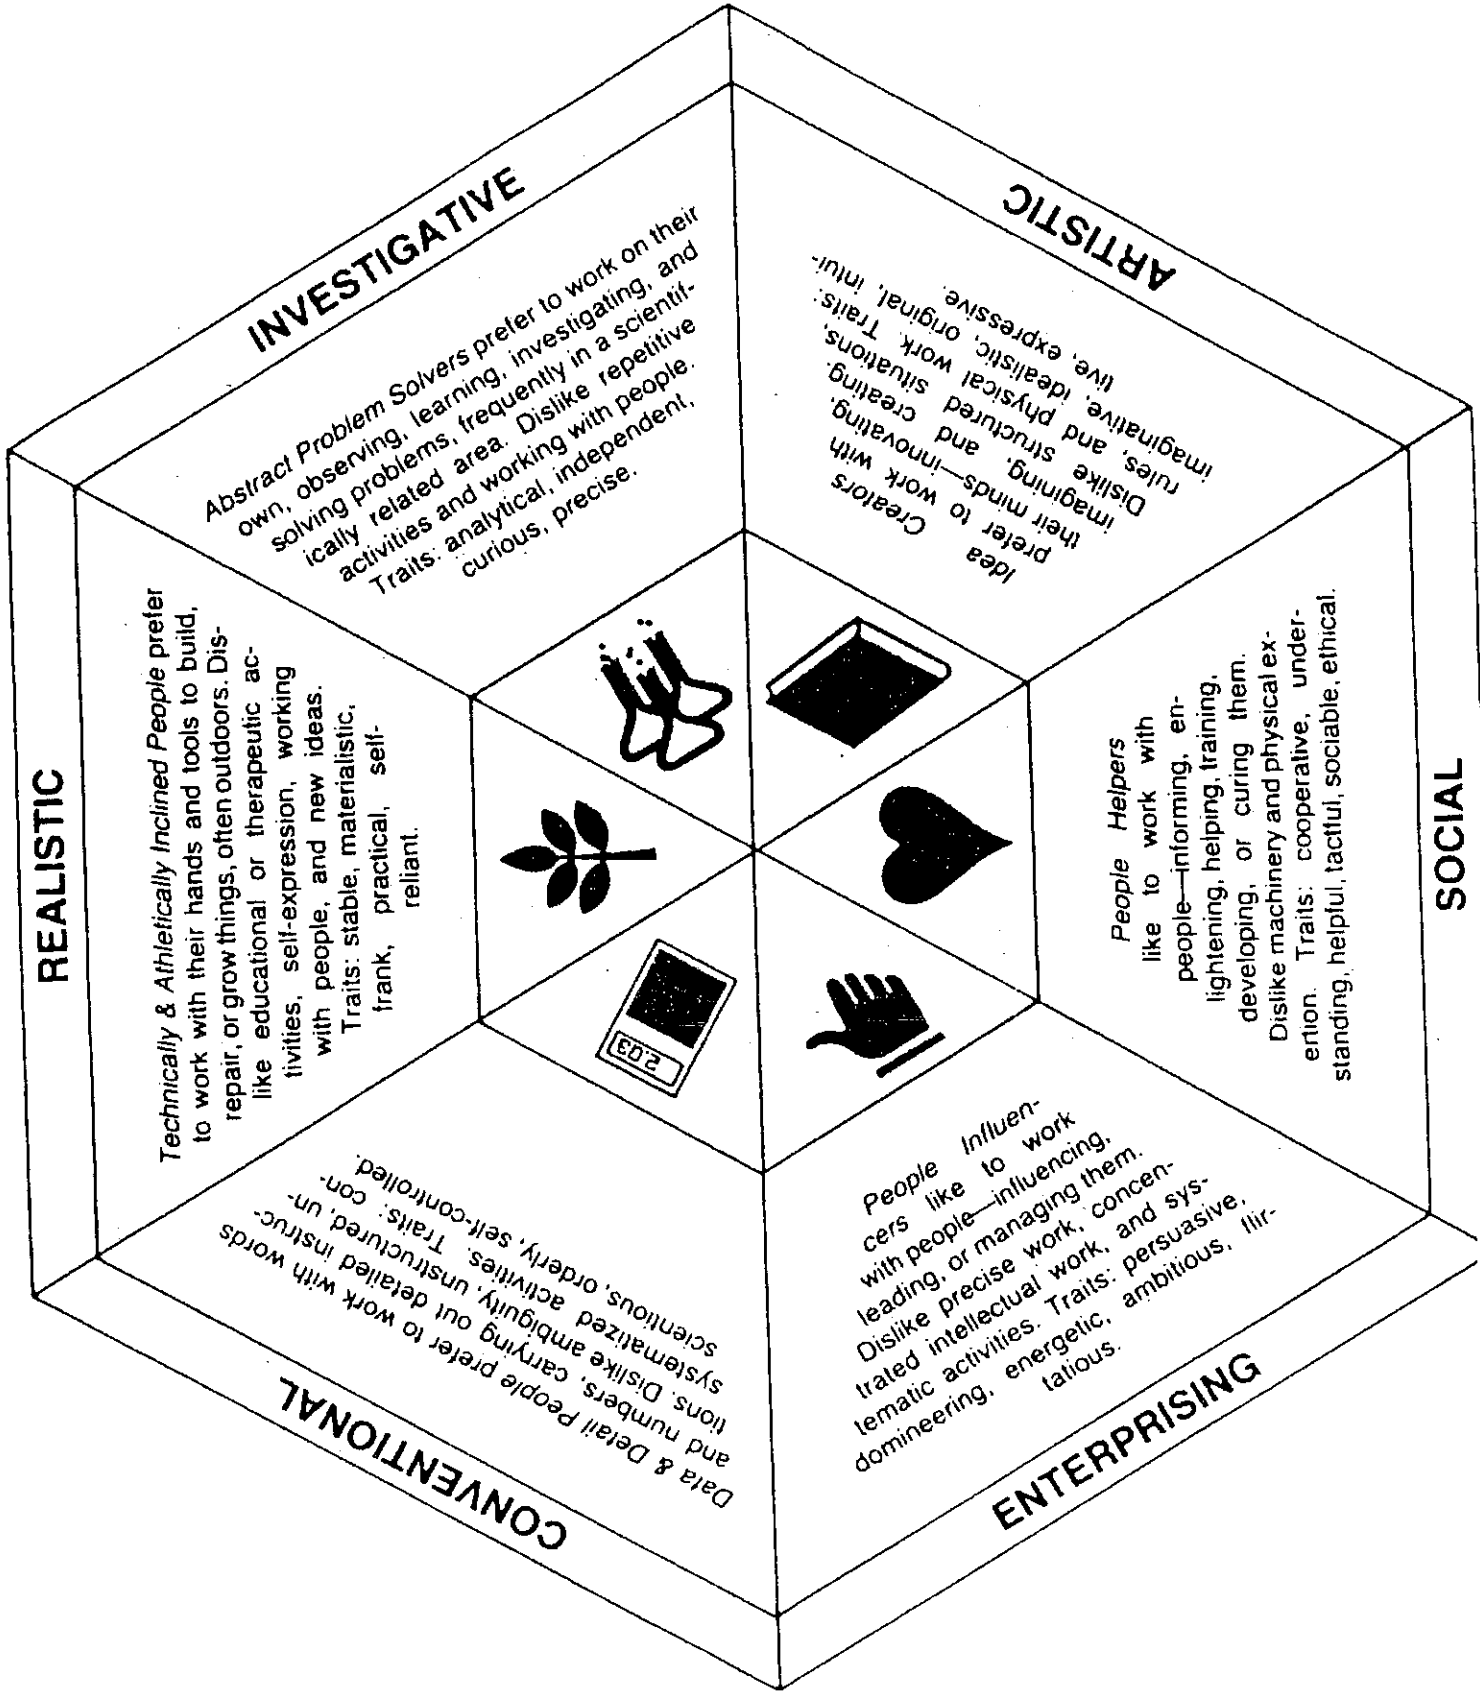 REALISTIC
Technically & Athletically Inclined People prefer
to work with their hands and tools to build,
repair, or grow things, often outdoors. Dis-
like educational or therapeutic ac-
tivities, self-expression, working
with people, and new ideas.
Traits: stable, materialistic,
frank, practical, self-
reliant.
INVESTIGATIVE
Abstract Problem Solvers prefer to work on their
own, observing, learning, investigating, and
solving problems, frequently in a scientif-
ically related area. Dislike repetitive
activities and working with people.
Traits: analytical, independent,
curious, precise.
ARTISTIC
Idea Creators
prefer to work with
their minds—innovating,
imagining, and creating.
Dislike structured situations,
rules, and physical work. Traits:
imaginative, idealistic, original, intui-
tive, expressive.
SOCIAL
People Helpers
like to work with
people—informing, en-
lightening, helping, training,
developing, or curing them.
Dislike machinery and physical ex-
ertion. Traits: cooperative, under-
standing, helpful, tactful, sociable, ethical.
ENTERPRISING
People Influen-
cers like to work
with people—influencing,
leading, or managing them.
Dislike precise work, concen-
trated intellectual work, and sys-
tematic activities. Traits: persuasive,
domineering, energetic, ambitious, flir-
tatious.
CONVENTIONAL
Data & Detail People prefer to work with words
and numbers, carrying out detailed instruc-
tions. Dislike ambiguity, unstructured, un-
systematized activities. Traits: con-
scientious, orderly, self-controlled.
2.03